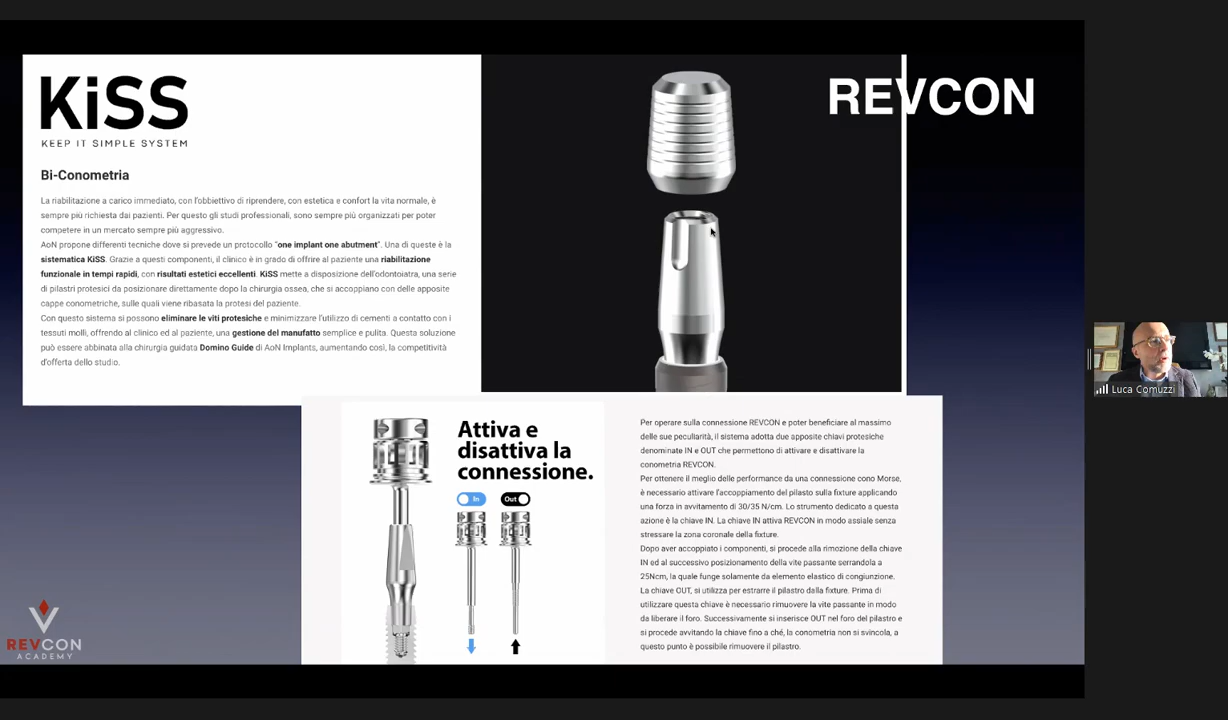 KiSS
KEEP IT SIMPLE SYSTEM
Bi-Conometria
La riabilitazione a carico immediato, con l'obbiettivo di riprendere, con estetica e confort la vita normale, è
sempre più richiesta dai pazienti. Per questo gli studi professionali, sono sempre più organizzati per poter
competere in un mercato sempre più aggressivo.
AoN propone differenti tecniche dove si prevede un protocollo "one implant one abutment". Una di queste è la
sistematica KiSS. Grazie a questi componenti, il clinico è in grado di offrire al paziente una riabilitazione
funzionale in tempi rapidi, con risultati estetici eccellenti. KiSS mette a disposizione dell'odontoiatra, una serie
di pilastri protesici da posizionare direttamente dopo la chirurgia ossea, che si accoppiano con delle apposite
cappe conometriche, sulle quali viene ribasata la protesi del paziente.
Con questo sistema si possono eliminare le viti protesiche e minimizzare l'utilizzo di cementi a contatto con i
tessuti molli, offrendo al clinico ed al paziente, una gestione del manufatto semplice e pulita. Questa soluzione
può essere abbinata alla chirurgia guidata Domino Guide di AoN Implants, aumentando così, la competitività
d'offerta dello studio.
REVCON
Attiva e
disattiva la
connessione.
In Out
Per operare sulla connessione REVCON e poter beneficiare al massimo
delle sue peculiarità, il sistema adotta due apposite chiavi protesiche
denominate IN e OUT che permettono di attivare e disattivare la
conometria REVCON.
Per ottenere il meglio delle performance da una connessione cono Morse,
è necessario attivare l'accoppiamento del pilasto sulla fixture applicando
una forza in avvitamento di 30/35 N/cm. Lo strumento dedicato a questa
azione è la chiave IN. La chiave IN attiva REVCON in modo assiale senza
stressare la zona coronale della fixture.
Dopo aver accoppiato i componenti, si procede alla rimozione della chiave
IN ed al successivo posizionamento della vite passante serrandola a
25Ncm, la quale funge solamente da elemento elastico di congiunzione.
La chiave OUT, si utilizza per estrarre il pilastro dalla fixture. Prima di
utilizzare questa chiave è necessario rimuovere la vite passante in modo
da liberare il foro. Successivamente si inserisce OUT nel foro del pilastro e
si procede avvitando la chiave fino a ché, la conometria non si svincola, a
questo punto è possibile rimuovere il pilastro.
REVCON
ACADEMY
Luca Comuzzi